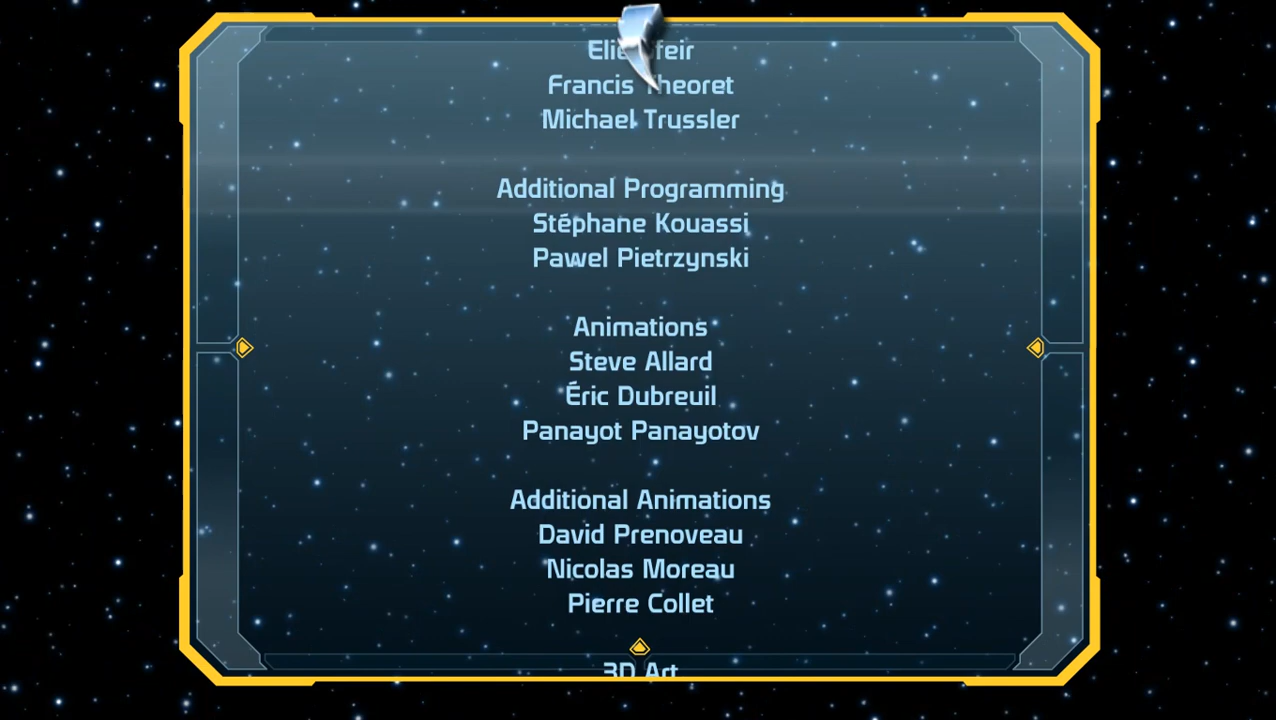 Francis Theoret
Michael Trussler
Additional Programming
Stéphane Kouassi
Pawel Pietrzynski
Animations
Steve Allard
Éric Dubreuil
Panayot Panayotov
Additional Animations
David Prenoveau
Nicolas Moreau
Pierre Collet
3D Art